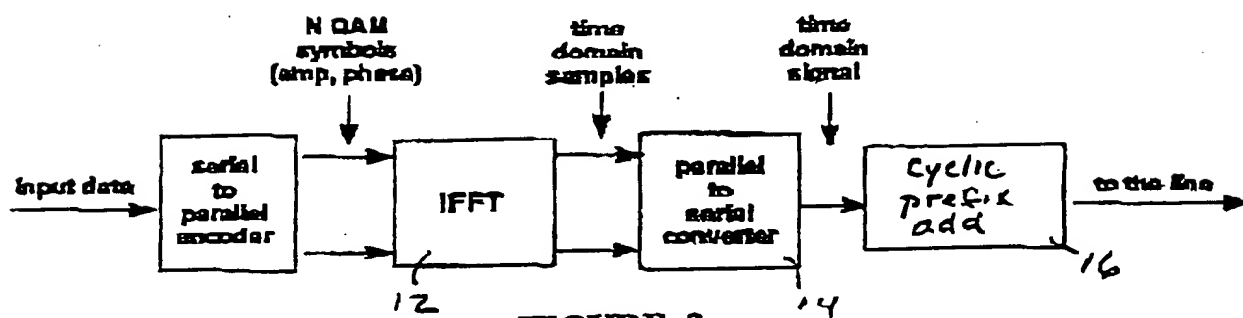 N QAM
symbols
(amp, phase)
time
domain
samples
time
domain
signal
input data
serial
to
parallel
encoder
IFFT
parallel
to
serial
converter
cyclic
prefix
add
to the line
12
14
16